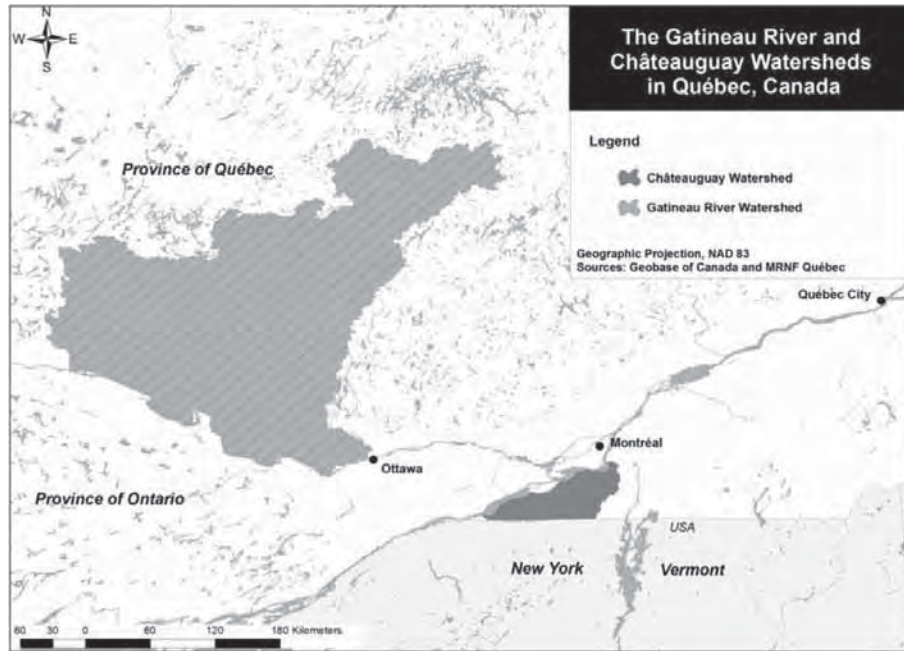 N
W E
S
The Gatineau River and
Châteauguay Watersheds
in Québec, Canada
Legend
Châteauguay Watershed
Gatineau River Watershed
Geographic Projection, NAD 83
Sources: Geobase of Canada and MRNF Québec
Province of Québec
Québec City
Montréal
Ottawa
Province of Ontario
USA
New York
Vermont
60 30 0 60 120 180 Kilometers